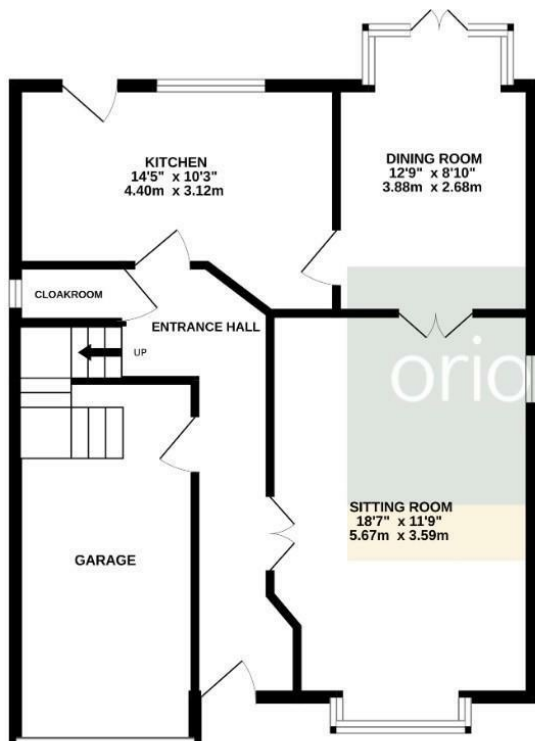 KITCHEN
14'5" x 10'3"
4.40m x 3.12m
DINING ROOM
12'9" x 8'10"
3.88m x 2.68m
CLOAKROOM
ENTRANCE HALL
UP
SITTING ROOM
18'7" x 11'9"
5.67m x 3.59m
GARAGE